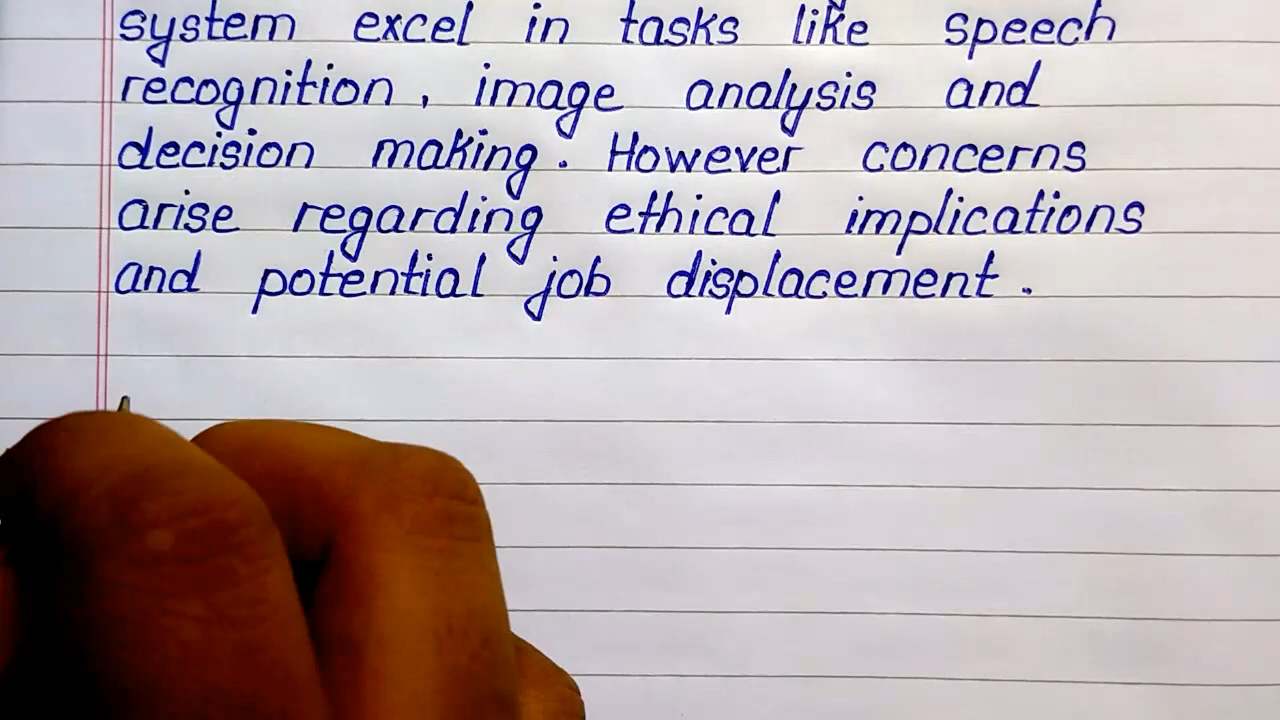 system excel in tasks like speech
recognition, image analysis and
decision making. However concerns
arise regarding ethical implications
and potential job displacement.